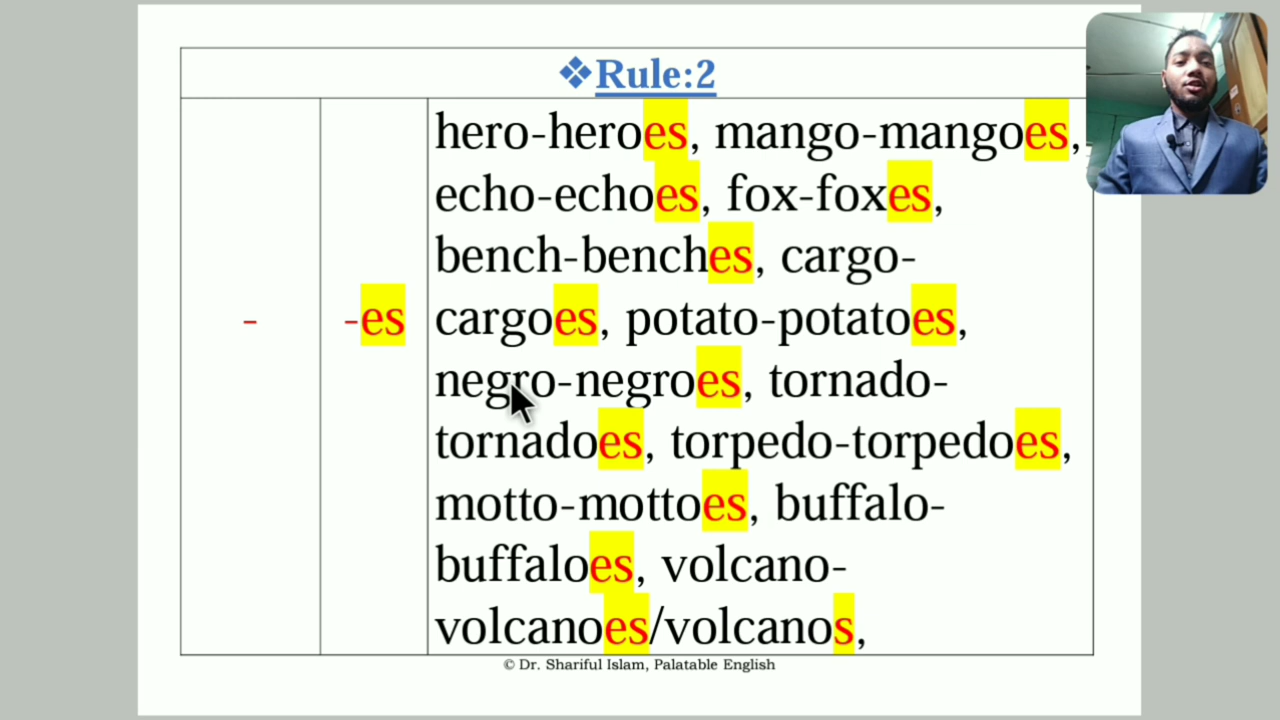 ❖Rule:2
hero-heroes, mango-mangoes,
echo-echoes, fox-foxes,
bench-benches, cargo-
- -es cargoes, potato-potatoes,
negro-negroes, tornado-
tornadoes, torpedo-torpedoes,
motto-mottoes, buffalo-
buffaloes, volcano-
volcanoes/volcanos,
© Dr. Shariful Islam, Palatable English